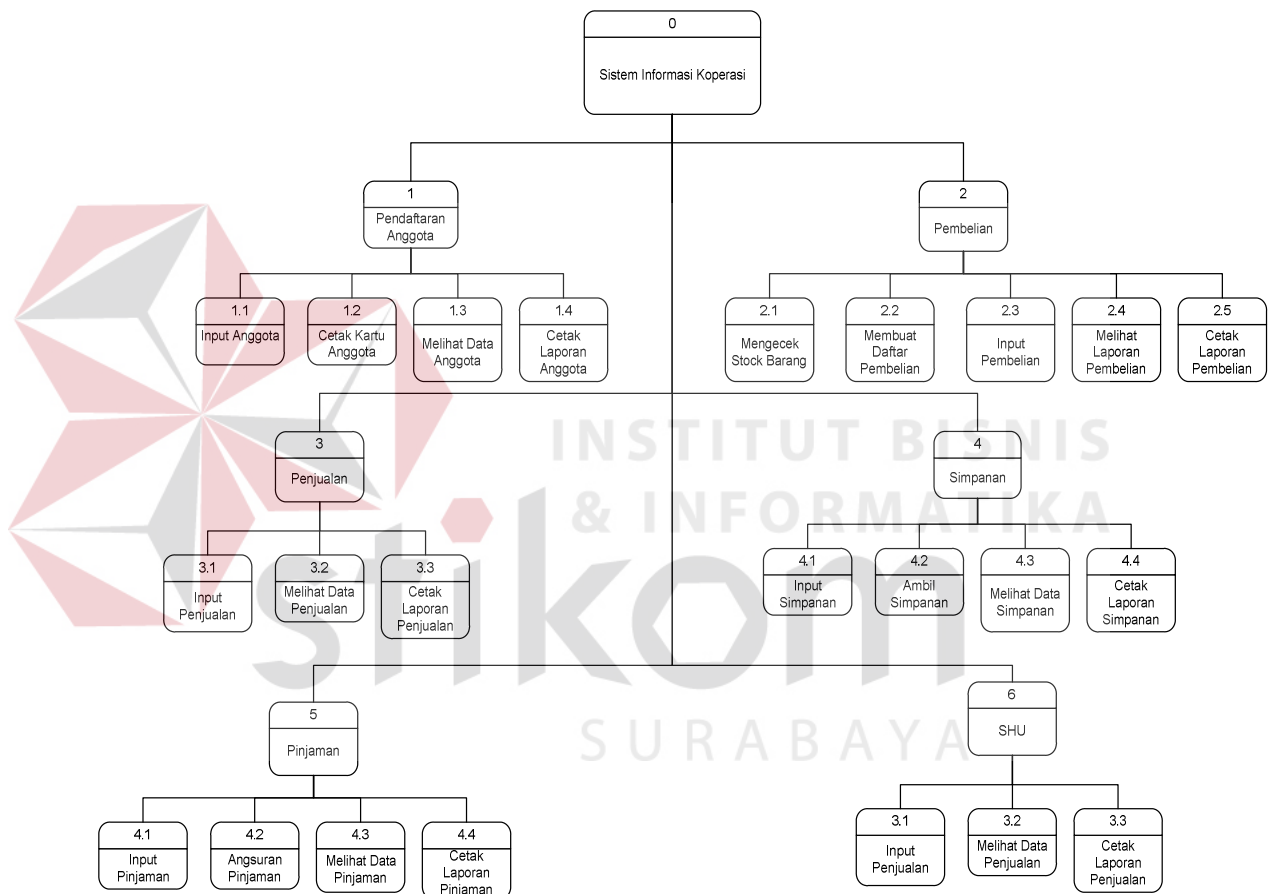 0
Sistem Informasi Koperasi
1
Pendaftaran
Anggota
2
Pembelian
1.1
Input Anggota
1.2
Cetak Kartu
Anggota
1.3
Melihat Data
Anggota
1.4
Cetak
Laporan
Anggota
2.1
Mengecek
Stock Barang
2.2
Membuat
Daftar
Pembelian
2.3
Input
Pembelian
2.4
Melihat
Laporan
Pembelian
2.5
Cetak
Laporan
Pembelian
INSTITUT BISNIS
& INFORMATIKA
stikom
SURABAYA
3
Penjualan
4
Simpanan
3.1
Input
Penjualan
3.2
Melihat Data
Penjualan
3.3
Cetak
Laporan
Penjualan
4.1
Input
Simpanan
4.2
Ambil
Simpanan
4.3
Melihat Data
Simpanan
4.4
Cetak
Laporan
Simpanan
5
Pinjaman
6
SHU
4.1
Input
Pinjaman
4.2
Angsuran
Pinjaman
4.3
Melihat Data
Pinjaman
4.4
Cetak
Laporan
Pinjaman
3.1
Input
Penjualan
3.2
Melihat Data
Penjualan
3.3
Cetak
Laporan
Penjualan